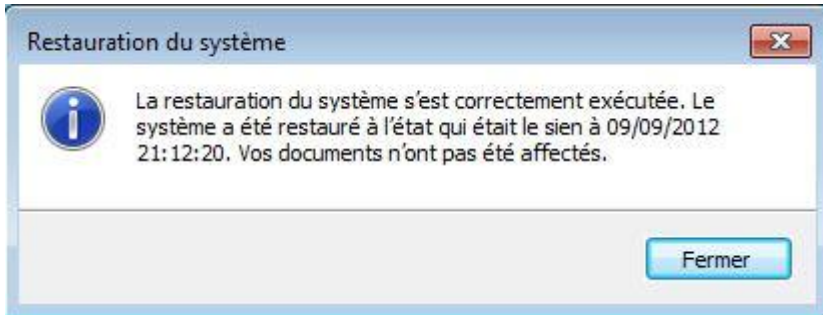 Restauration du système
La restauration du système s'est correctement exécutée. Le
système a été restauré à l'état qui était le sien à 09/09/2012
21:12:20. Vos documents n'ont pas été affectés.
Fermer